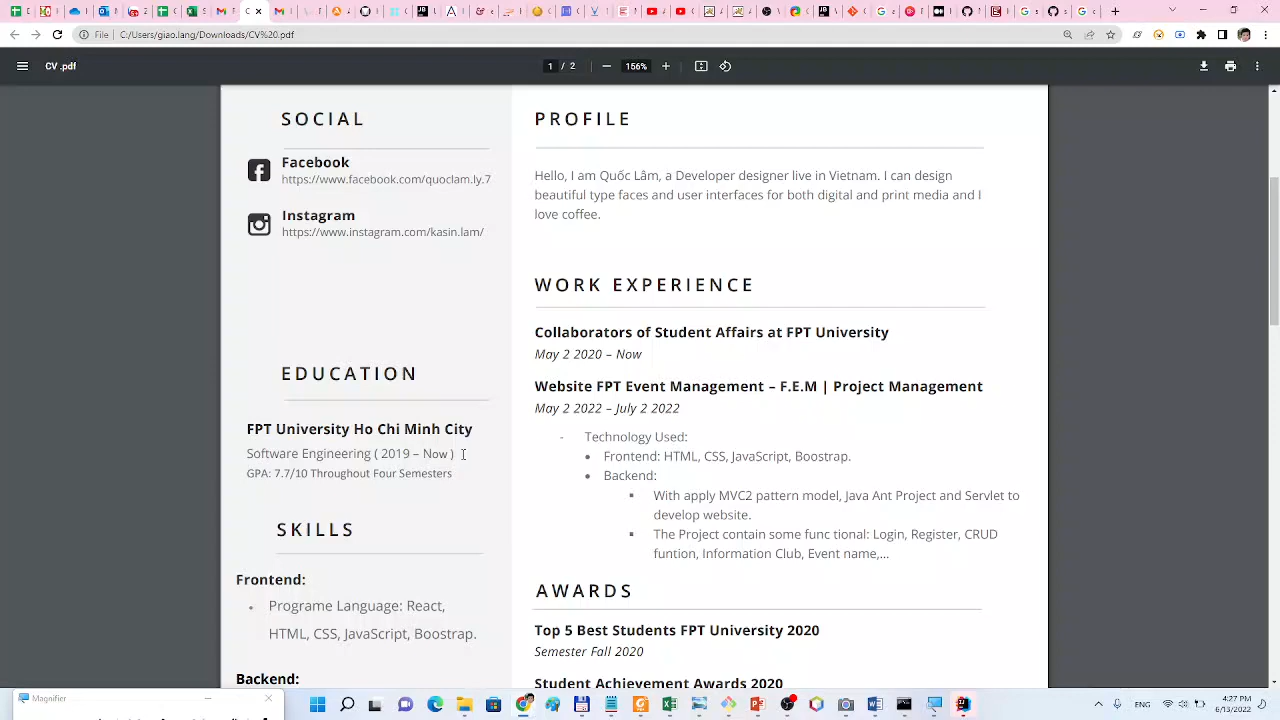 File
C:/Users/giao.lang/Downloads/CV%20.pdf
CV .pdf
1 / 2
156%
SOCIAL
Facebook
https://www.facebook.com/quoclam.ly.7
Instagram
https://www.instagram.com/kasin.lam/
EDUCATION
FPT University Ho Chi Minh City
Software Engineering ( 2019 – Now )
GPA: 7.7/10 Throughout Four Semesters
SKILLS
Frontend:
Programe Language: React,
HTML, CSS, JavaScript, Boostrap.
Backend:
PROFILE
Hello, I am Quốc Lâm, a Developer designer live in Vietnam. I can design
beautiful type faces and user interfaces for both digital and print media and I
love coffee.
WORK EXPERIENCE
Collaborators of Student Affairs at FPT University
May 2 2020 – Now
Website FPT Event Management – F.E.M | Project Management
May 2 2022 – July 2 2022
- Technology Used:
• Frontend: HTML, CSS, JavaScript, Boostrap.
• Backend:
▪ With apply MVC2 pattern model, Java Ant Project and Servlet to
develop website.
▪ The Project contain some func tional: Login, Register, CRUD
funtion, Information Club, Event name,...
AWARDS
Top 5 Best Students FPT University 2020
Semester Fall 2020
Student Achievement Awards 2020
Magnifier
ENG
4:27 PM
6/13/2022